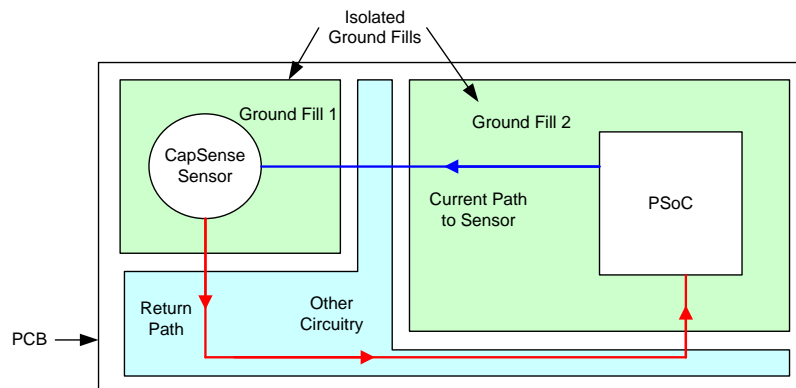 Isolated
Ground Fills
Ground Fill 1
Ground Fill 2
CapSense
Sensor
Current Path
to Sensor
PSoC
Return
Path
Other
Circuitry
PCB